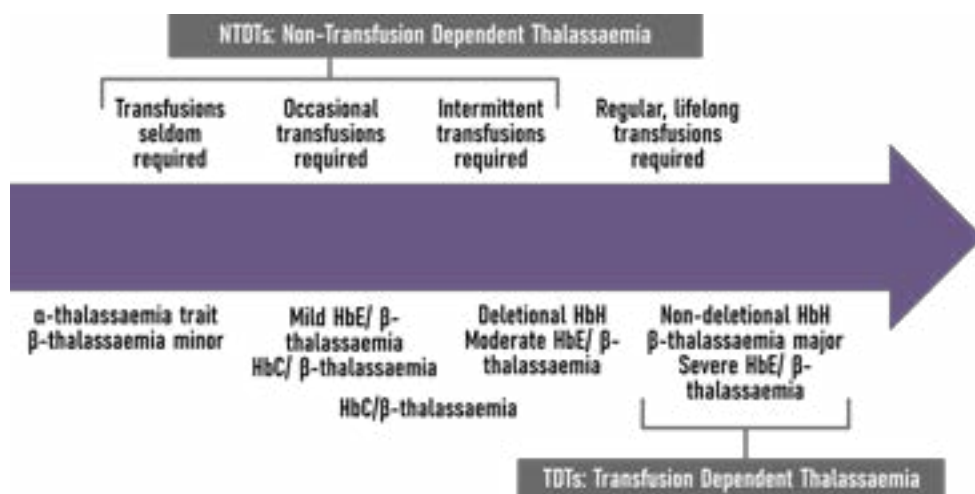 NTDTs: Non-Transfusion Dependent Thalassaemia
Transfusions
seldom
required
Occasional
transfusions
required
Intermittent
transfusions
required
Regular, lifelong
transfusions
required
α-thalassaemia trait
β-thalassaemia minor
Mild HbE/ β-
thalassaemia
HbC/ β-thalassaemia
Deletional HbH
Moderate HbE/ β-
thalassaemia
Non-deletional HbH
β-thalassaemia major
Severe HbE/ β-
thalassaemia
HbC/β-thalassaemia
TDTs: Transfusion Dependent Thalassaemia